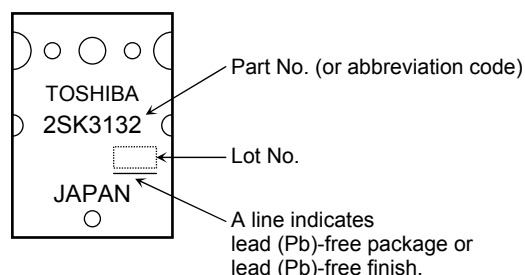 TOSHIBA
2SK3132
JAPAN
Part No. (or abbreviation code)
Lot No.
A line indicates
lead (Pb)-free package or
lead (Pb)-free finish.